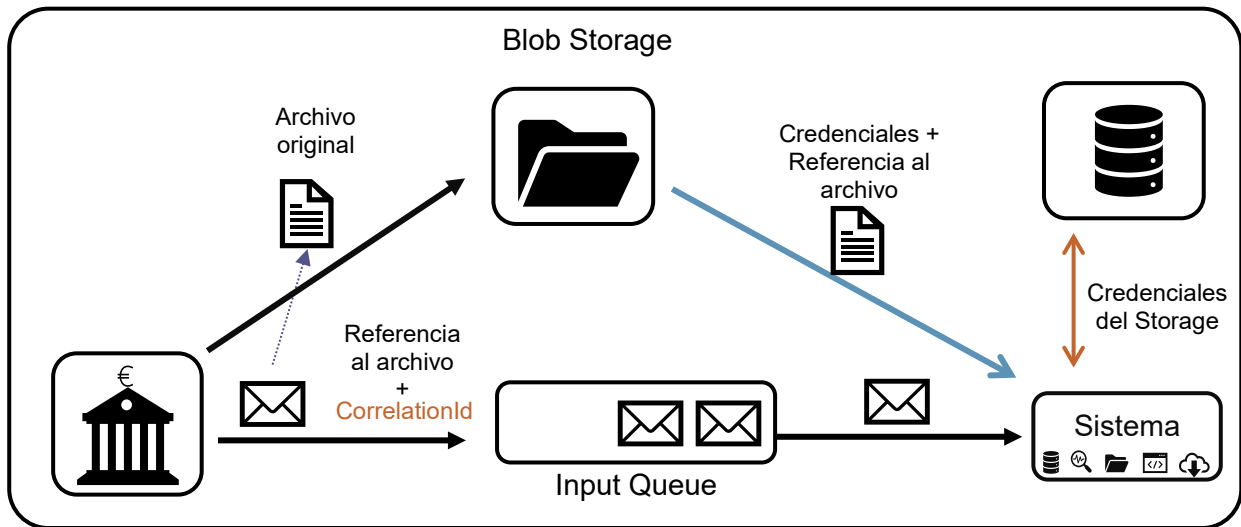 Blob Storage
Archivo
original
Credenciales +
Referencia al
archivo
Credenciales
del Storage
Referencia
al archivo
+
CorrelationId
€
Input Queue
Sistema
</>